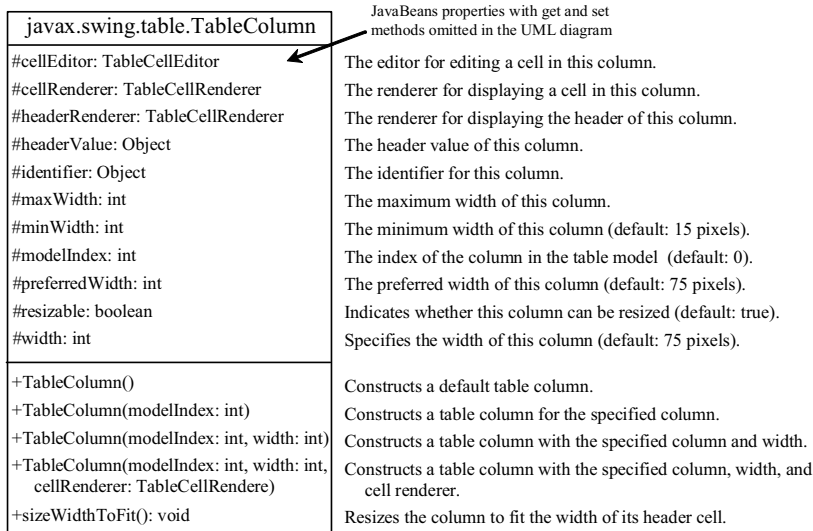 JavaBeans properties with get and set
methods omitted in the UML diagram
javax.swing.table.TableColumn
#cellEditor: TableCellEditor The editor for editing a cell in this column.
#cellRenderer: TableCellRenderer The renderer for displaying a cell in this column.
#headerRenderer: TableCellRenderer The renderer for displaying the header of this column.
#headerValue: Object The header value of this column.
#identifier: Object The identifier for this column.
#maxWidth: int The maximum width of this column.
#minWidth: int The minimum width of this column (default: 15 pixels).
#modelIndex: int The index of the column in the table model (default: 0).
#preferredWidth: int The preferred width of this column (default: 75 pixels).
#resizable: boolean Indicates whether this column can be resized (default: true).
#width: int Specifies the width of this column (default: 75 pixels).
+TableColumn() Constructs a default table column.
+TableColumn(modelIndex: int) Constructs a table column for the specified column.
+TableColumn(modelIndex: int, width: int) Constructs a table column with the specified column and width.
+TableColumn(modelIndex: int, width: int, Constructs a table column with the specified column, width, and
cellRenderer: TableCellRendere) cell renderer.
+sizeWidthToFit(): void Resizes the column to fit the width of its header cell.